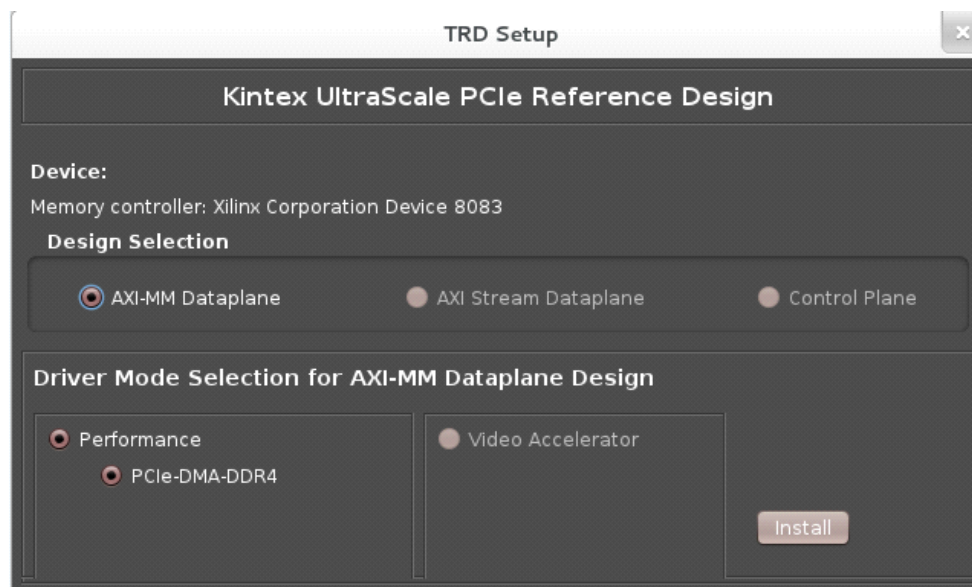 TRD Setup
Kintex UltraScale PCIe Reference Design
Device:
Memory controller: Xilinx Corporation Device 8083
Design Selection
AXI-MM Dataplane AXI Stream Dataplane Control Plane
Driver Mode Selection for AXI-MM Dataplane Design
Performance Video Accelerator
PCIe-DMA-DDR4
Install